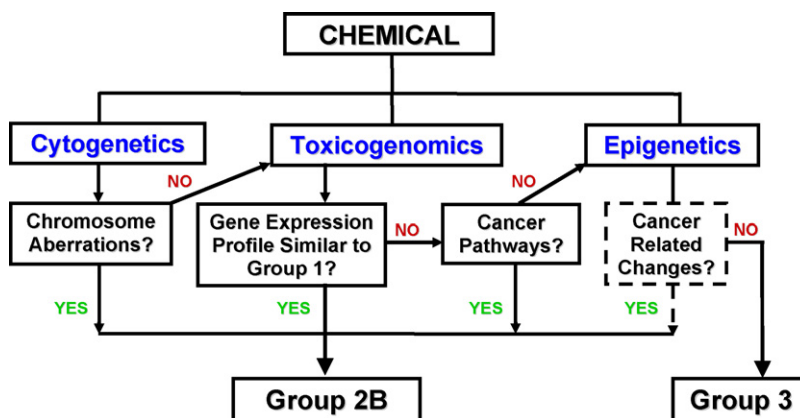 CHEMICAL
Cytogenetics
Toxicogenomics
Epigenetics
NO
NO
Chromosome
Aberrations?
Gene Expression
Profile Similar to
Group 1?
NO
Cancer
Pathways?
Cancer
Related
Changes?
NO
YES
YES
YES
YES
Group 2B
Group 3